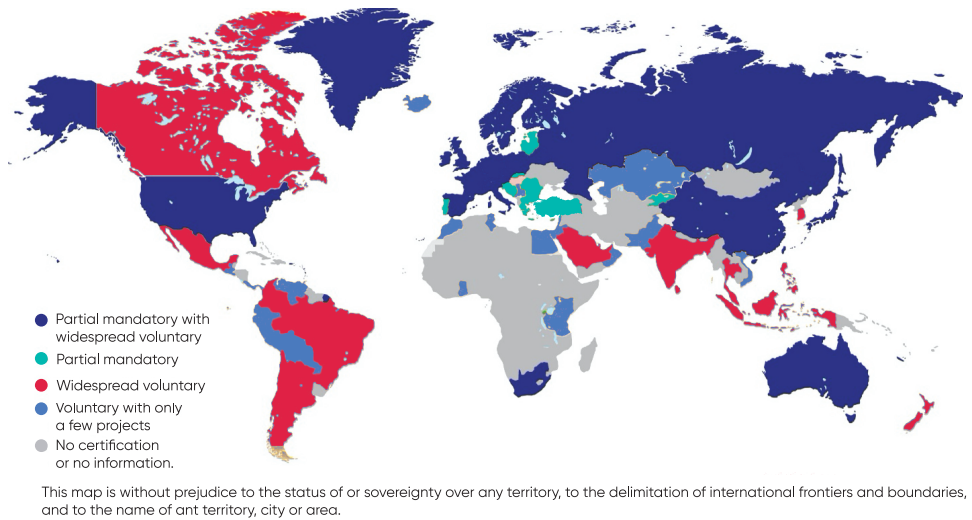 Partial mandatory with
widespread voluntary
Partial mandatory
Widespread voluntary
Voluntary with only
a few projects
No certification
or no information.
This map is without prejudice to the status of or sovereignty over any territory, to the delimitation of international frontiers and boundaries,
and to the name of ant territory, city or area.